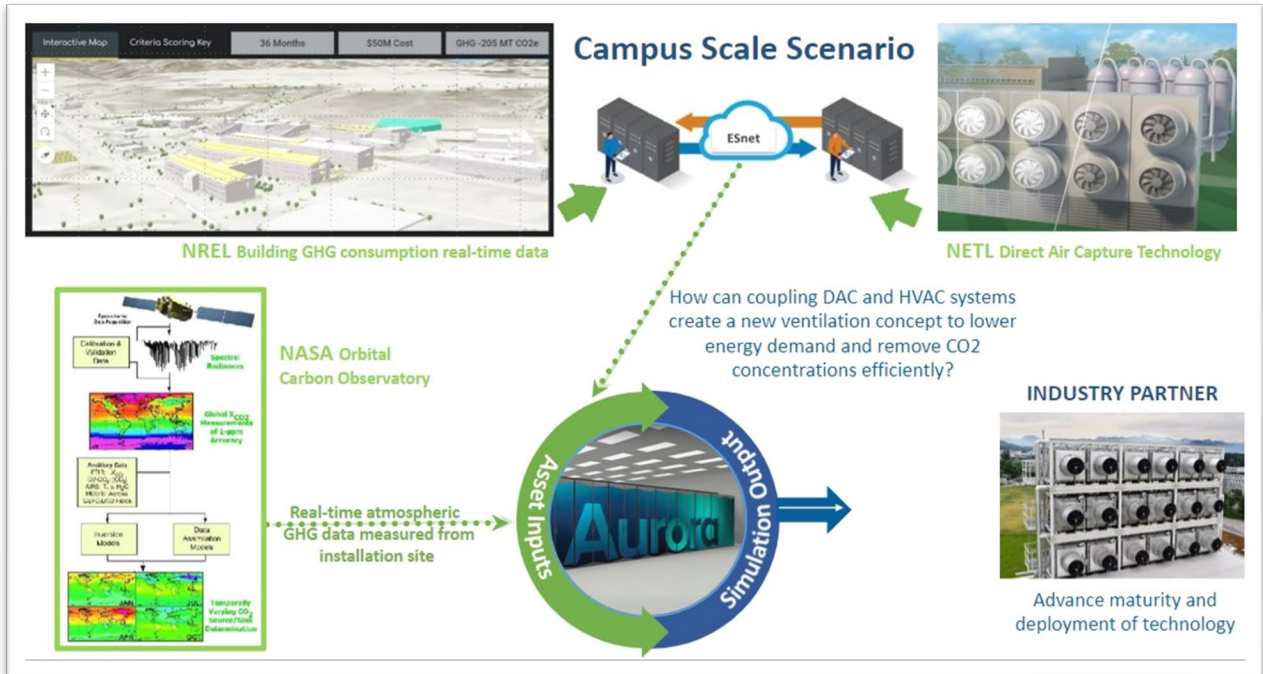 Interactive Map
Criteria Scoring Key
36 Months
$50M Cost
GHG -205 MT CO2e
Campus Scale Scenario
ESnet
NREL Building GHG consumption real-time data
NETL Direct Air Capture Technology
How can coupling DAC and HVAC systems
create a new ventilation concept to lower
energy demand and remove CO2
concentrations efficiently?
NASA Orbital
Carbon Observatory
Calibration &
Validation
Data
Spectral
Radiances
Global XCO2
Measurements
of 1-ppm
Accuracy
Ancillary Data
Inversion
Models
Data
Assimilation
Models
JAN
JUL
APR
OCT
Temporally
Varying CO2
Source/Sink
Determination
Real-time atmospheric
GHG data measured from
installation site
Asset Inputs
Aurora
Simulation Output
INDUSTRY PARTNER
Advance maturity and
deployment of technology